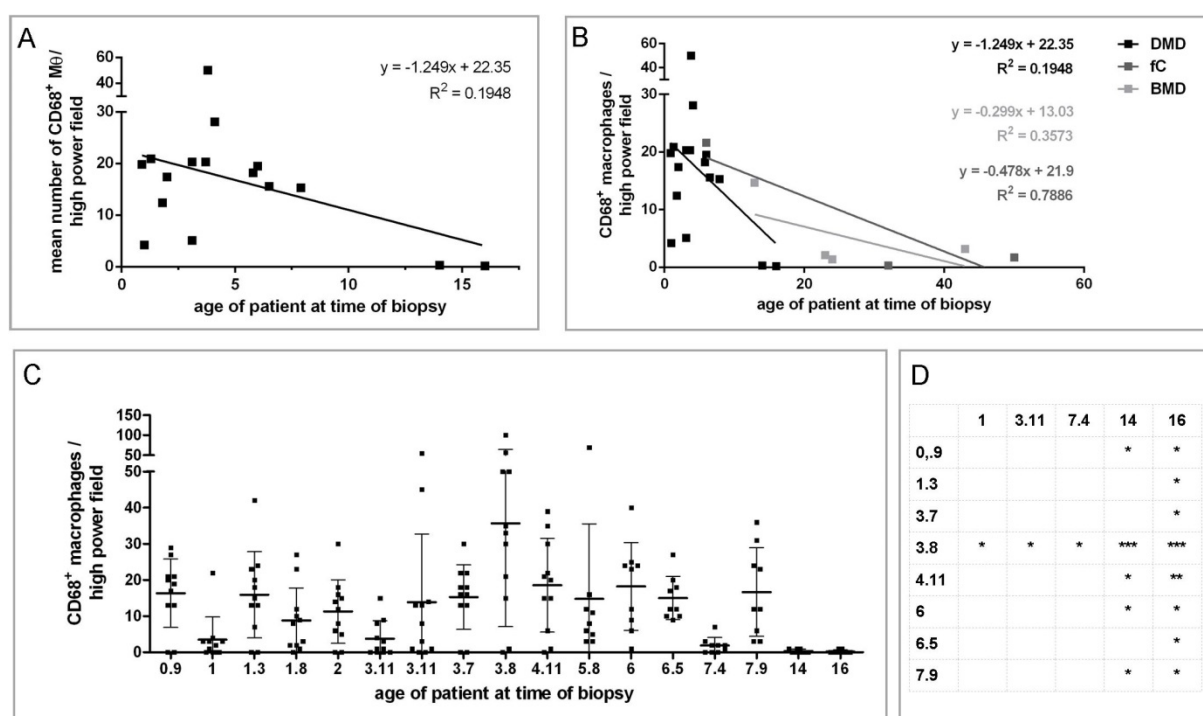 A
mean number of CD68⁺ Mθ/
high power field
60
50
40
30
20
10
0
y = -1.249x + 22.35
R² = 0.1948
0 5 10 15
age of patient at time of biopsy
B
CD68⁺ macrophages /
high power field
60
50
40
30
20
10
0
y = -1.249x + 22.35
R² = 0.1948
y = -0.299x + 13.03
R² = 0.3573
y = -0.478x + 21.9
R² = 0.7886
DMD
fC
BMD
0 20 40 60
age of patient at time of biopsy
C
CD68⁺ macrophages /
high power field
150
100
50
40
30
20
10
0
0.9 1 1.3 1.8 2 3.11 3.11 3.7 3.8 4.11 5.8 6 6.5 7.4 7.9 14 16
age of patient at time of biopsy
D
1 3.11 7.4 14 16
0,.9 * *
1.3 *
3.7 *
3.8 * * * *** ***
4.11 * **
6 * *
6.5 *
7.9 * *